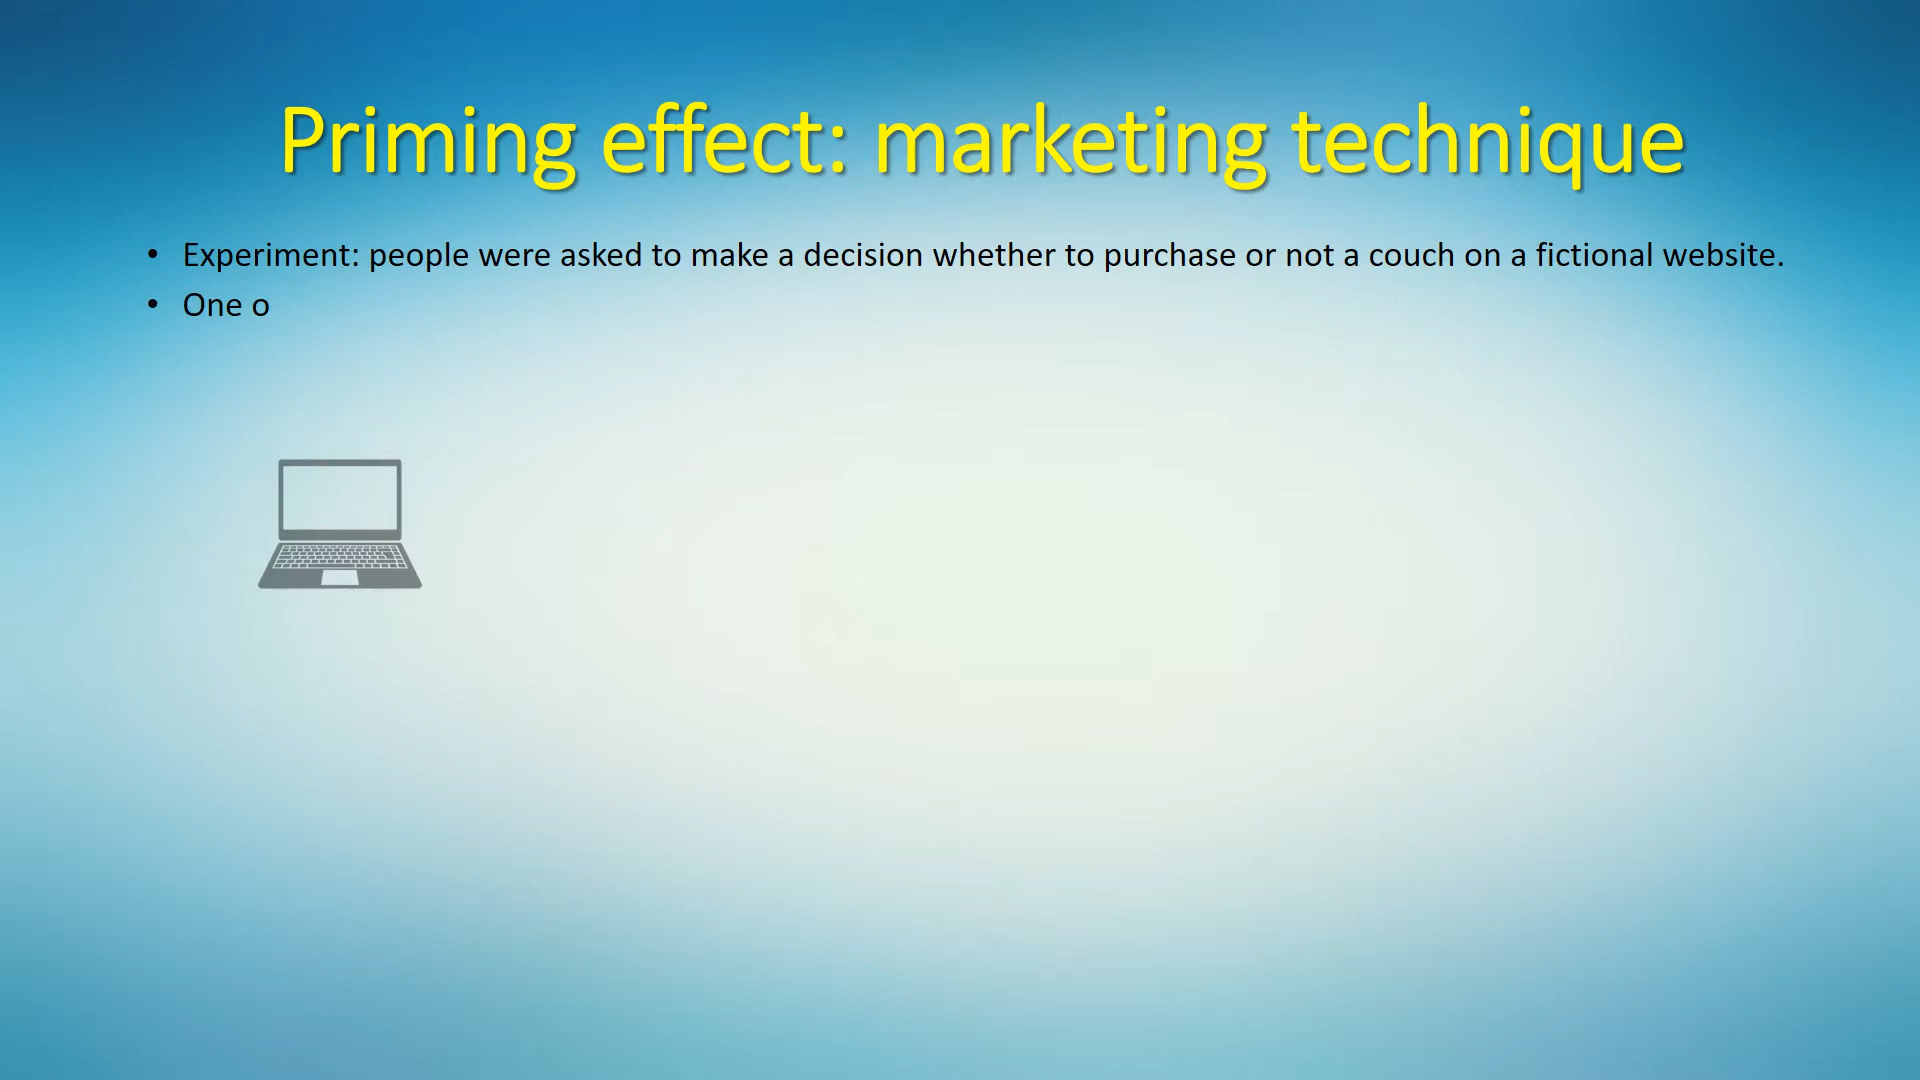 Priming effect: marketing technique
• Experiment: people were asked to make a decision whether to purchase or not a couch on a fictional website.
• One o